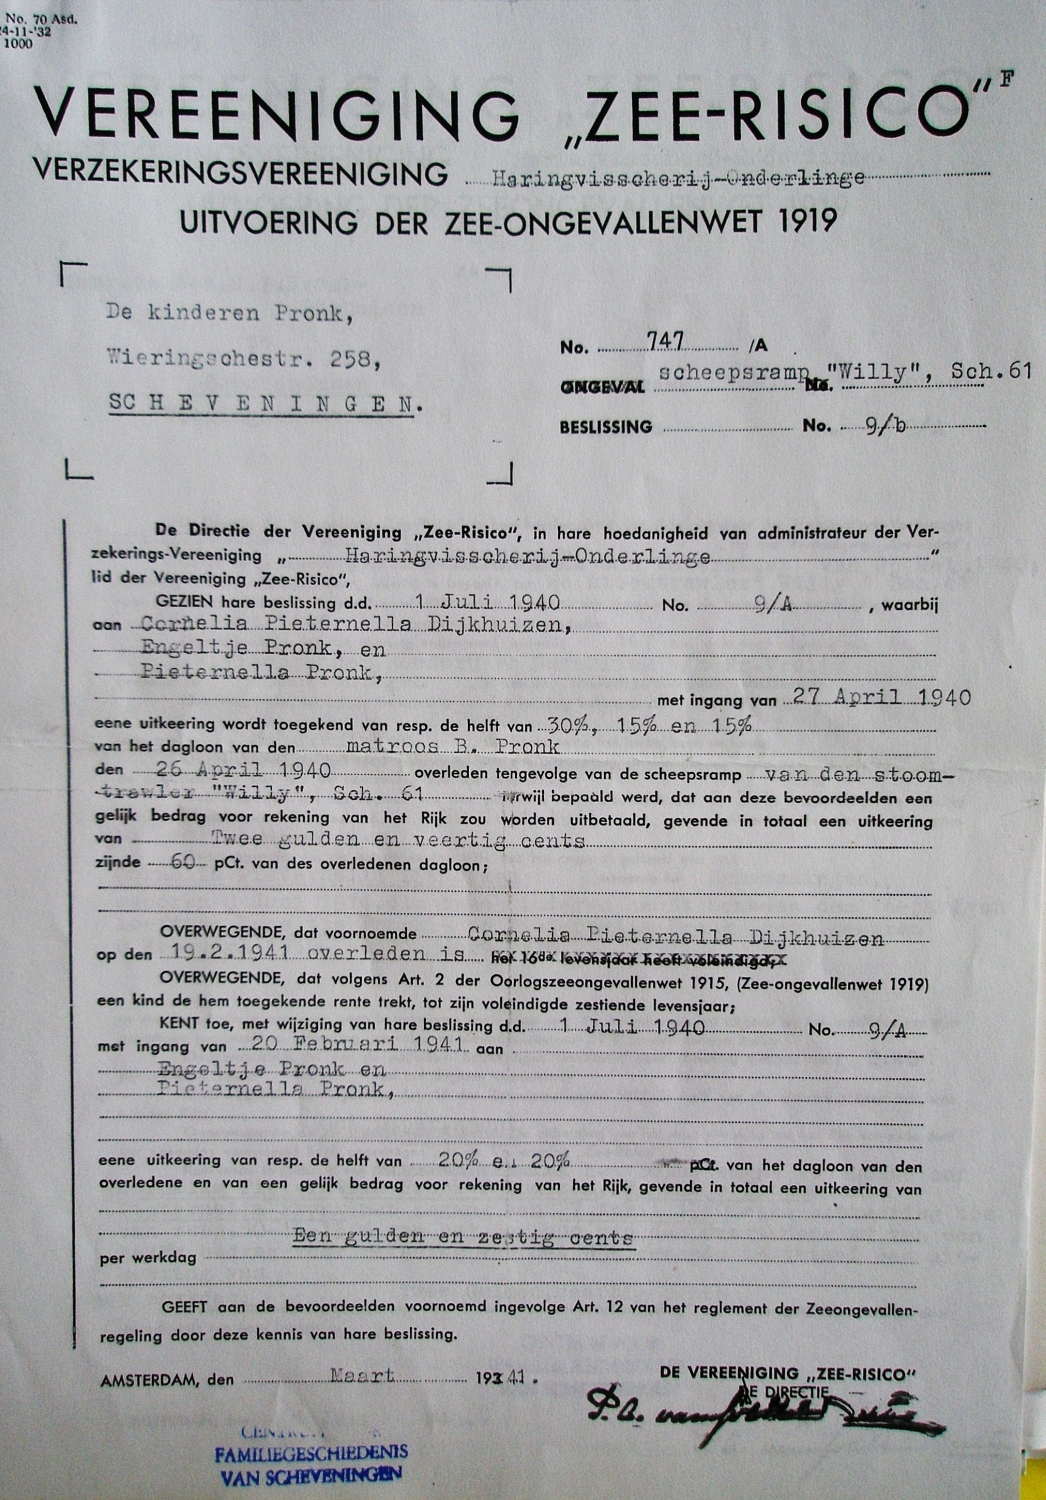 No. 70 Asd.
24-11-'32
1000
VEREENIGING „ZEE-RISICO” F
VERZEKERINGSVEREENIGING Haringvisscherij-Onderlinge
UITVOERING DER ZEE-ONGEVALLENWET 1919
De kinderen Pronk,
Wieringschestr. 258,
SCHEVENINGEN.
No. 747 /A
scheepsramp "Willy", Sch.61
ONGEVAL No.
BESLISSING No. 9/b
De Directie der Vereeniging „Zee-Risico”, in hare hoedanigheid van administrateur der Ver-
zekerings-Vereeniging „ Haringvisscherij-Onderlinge ”
lid der Vereeniging „Zee-Risico”,
GEZIEN hare beslissing d.d. 1 Juli 1940 No. 9/A , waarbij
aan Cornelia Pieternella Dijkhuizen,
Engeltje Pronk, en
Pieternella Pronk,
met ingang van 27 April 1940
eene uitkeering wordt toegekend van resp. de helft van 30%, 15% en 15%
van het dagloon van den matroos B. Pronk
den 26 April 1940 overleden tengevolge van de scheepsramp van den stoom-
trawler "Willy", Sch. 61 terwijl bepaald werd, dat aan deze bevoordeelden een
gelijk bedrag voor rekening van het Rijk zou worden uitbetaald, gevende in totaal een uitkeering
van Twee gulden en veertig cents
zijnde 60 pCt. van des overledenen dagloon;
OVERWEGENDE, dat voornoemde Cornelia Pieternella Dijkhuizen
op den 19.2.1941 overleden is het 16de levensjaar heeft voleindigd;
OVERWEGENDE, dat volgens Art. 2 der Oorlogszeeongevallenwet 1915, (Zee-ongevallenwet 1919)
een kind de hem toegekende rente trekt, tot zijn voleindigde zestiende levensjaar;
KENT toe, met wijziging van hare beslissing d.d. 1 Juli 1940 No. 9/A
met ingang van 20 Februari 1941 aan
Engeltje Pronk en
Pieternella Pronk,
eene uitkeering van resp. de helft van 20% en 20% pCt. van het dagloon van den
overledene en van een gelijk bedrag voor rekening van het Rijk, gevende in totaal een uitkeering van
Een gulden en zestig cents
per werkdag
GEEFT aan de bevoordeelden voornoemd ingevolge Art. 12 van het reglement der Zeeongevallen-
regeling door deze kennis van hare beslissing.
AMSTERDAM, den Maart 1941.
DE VEREENIGING „ZEE-RISICO”
DE DIRECTIE
FAMILIEGESCHIEDENIS
VAN SCHEVENINGEN